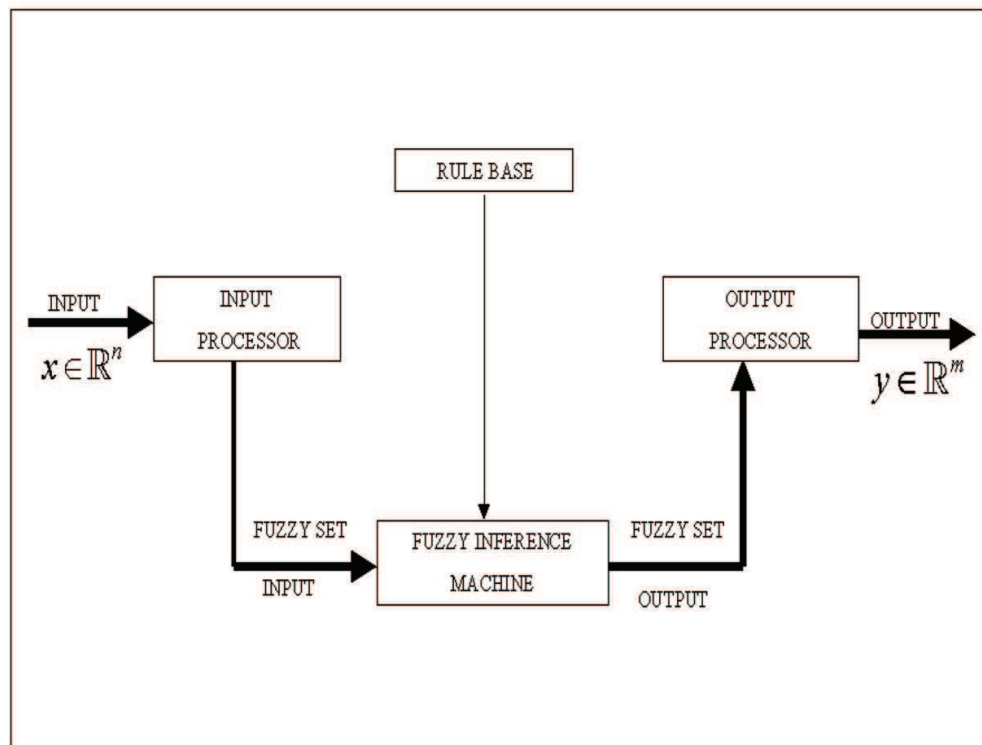 RULE BASE
INPUT
x ∈ ℝⁿ
INPUT
PROCESSOR
OUTPUT
PROCESSOR
OUTPUT
y ∈ ℝᵐ
FUZZY SET
INPUT
FUZZY INFERENCE
MACHINE
FUZZY SET
OUTPUT